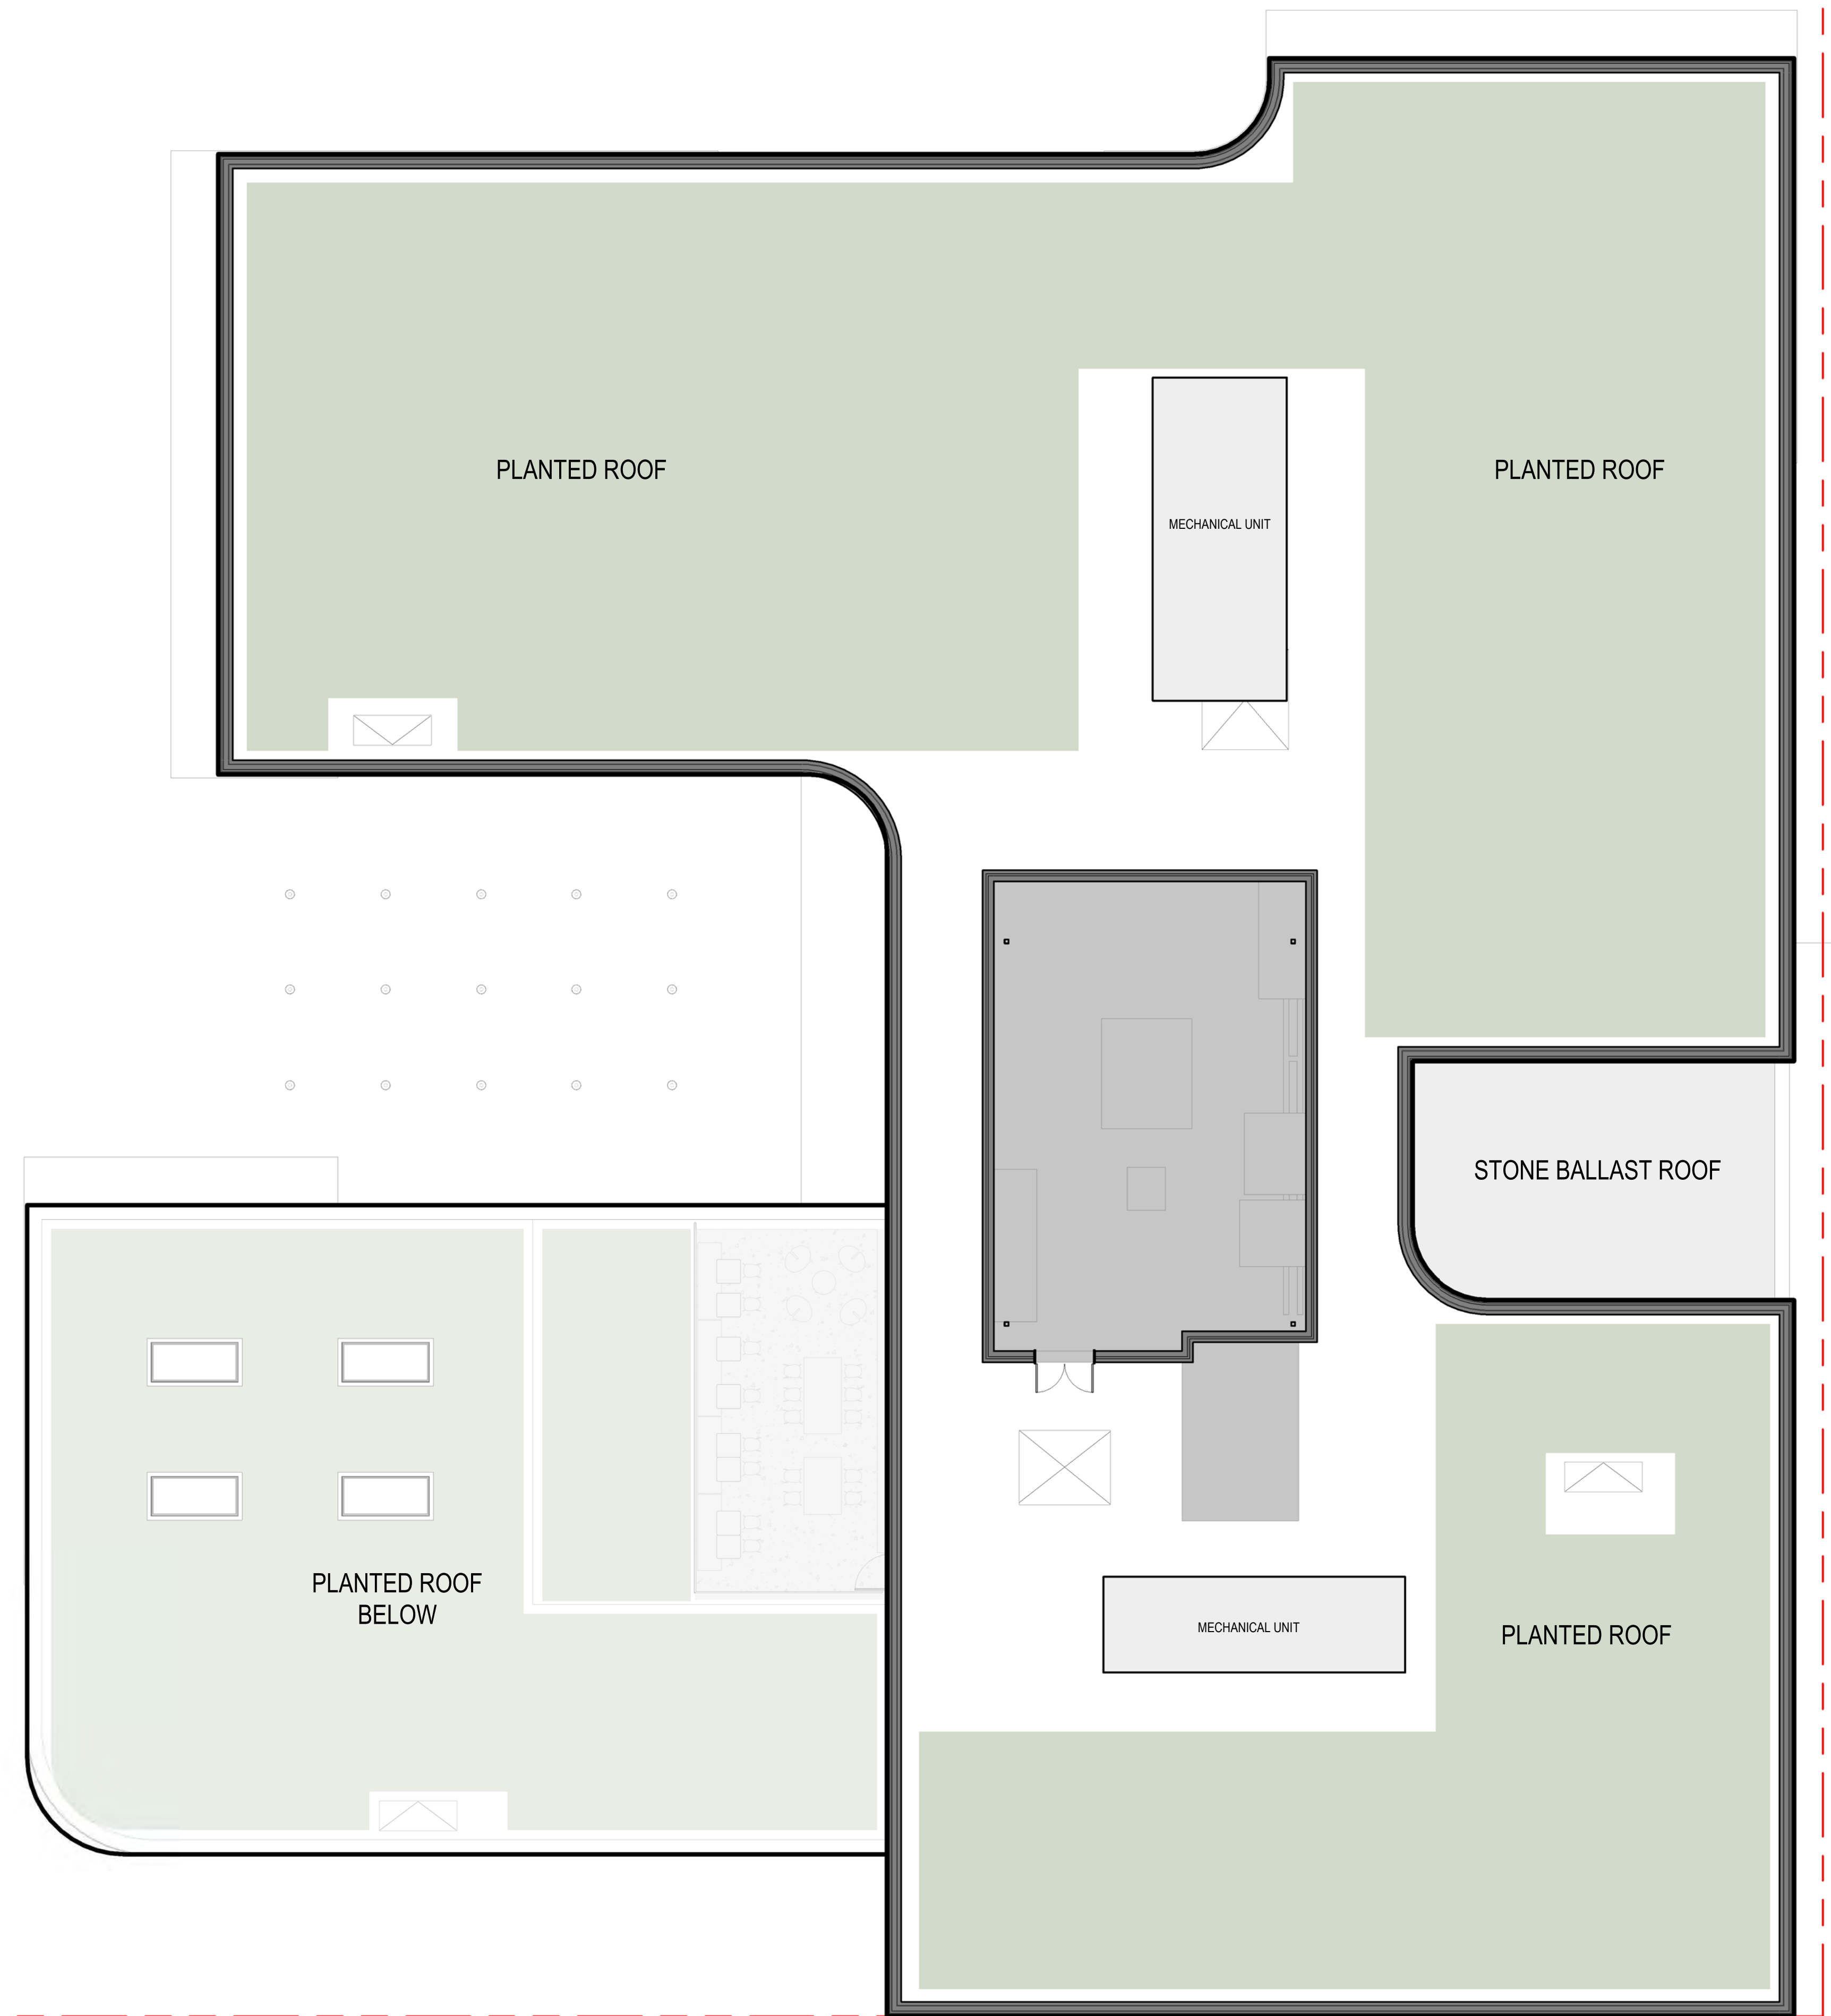 PLANTED ROOF
PLANTED ROOF
MECHANICAL UNIT
STONE BALLAST ROOF
PLANTED ROOF
BELOW
MECHANICAL UNIT
PLANTED ROOF